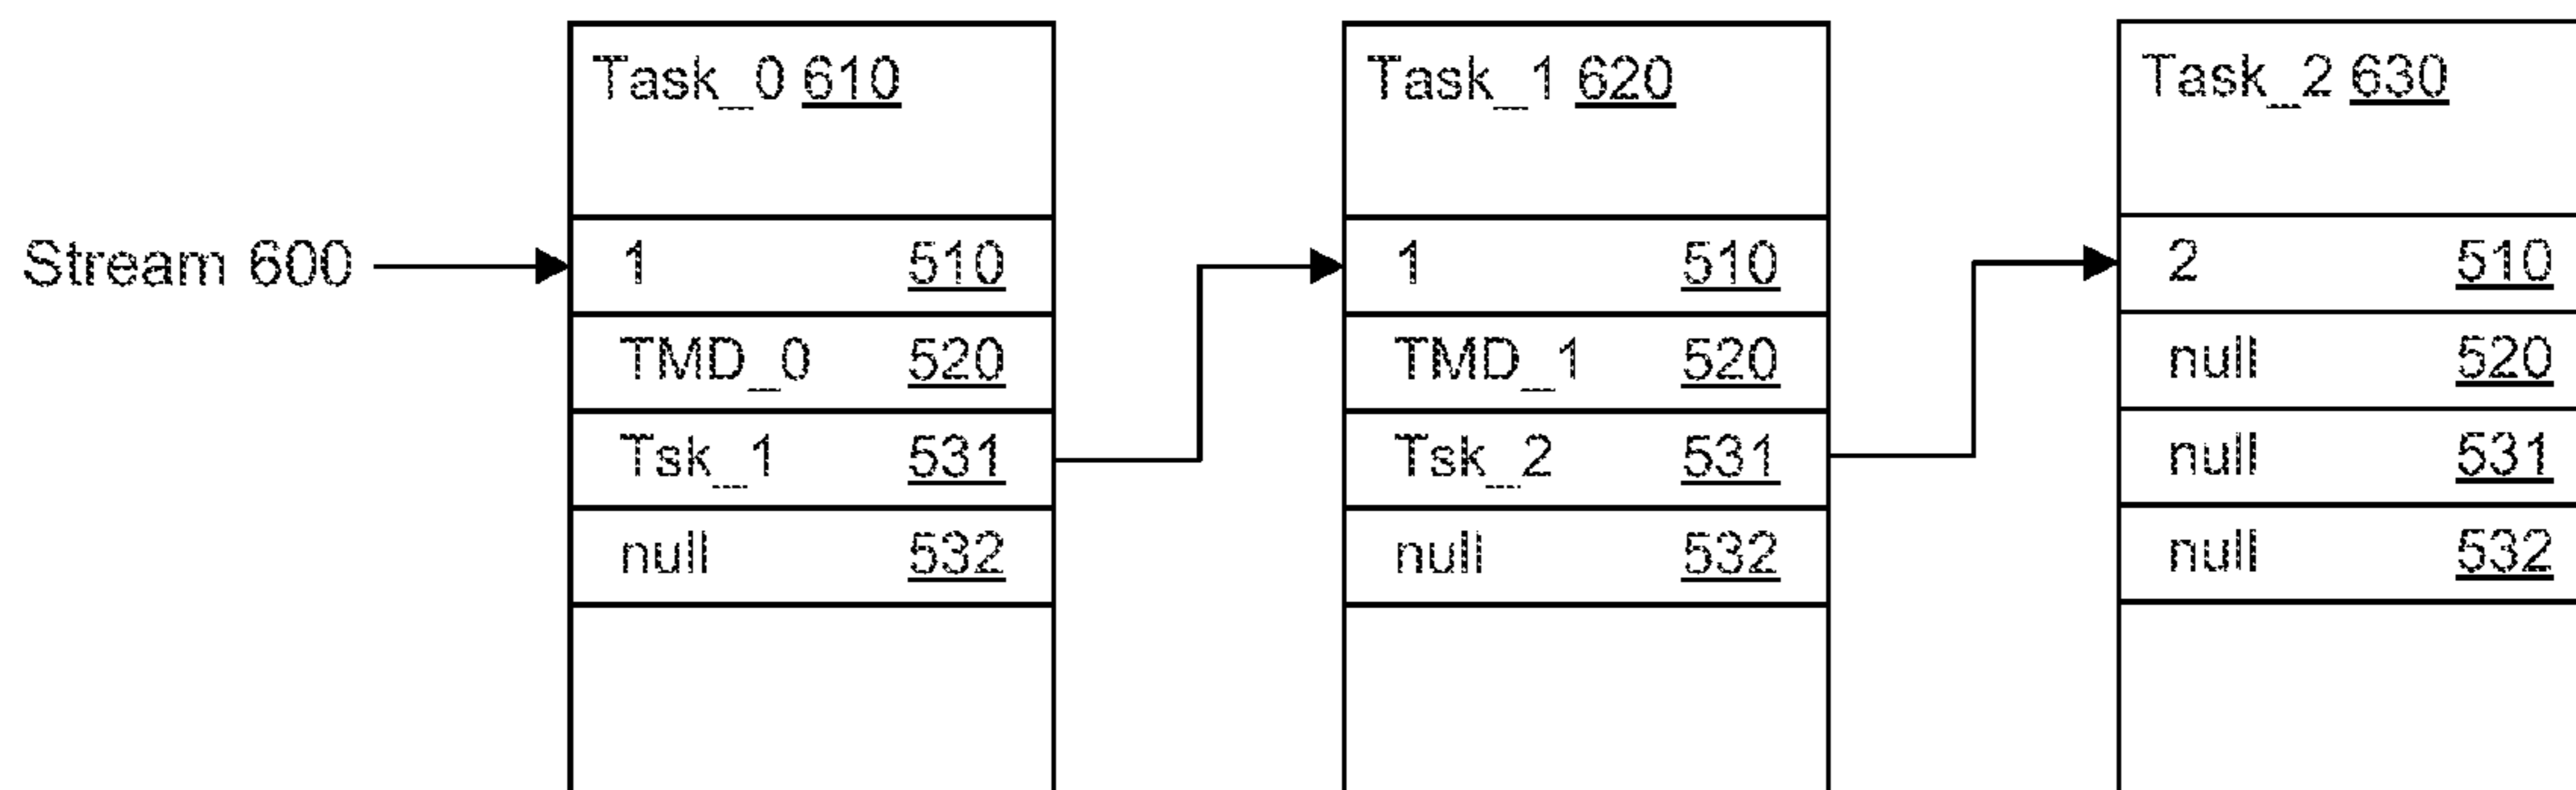 Task_0 610
Task_1 620
Task_2 630
Stream 600
1 510
1 510
2 510
TMD_0 520
TMD_1 520
null 520
Tsk_1 531
Tsk_2 531
null 531
null 532
null 532
null 532